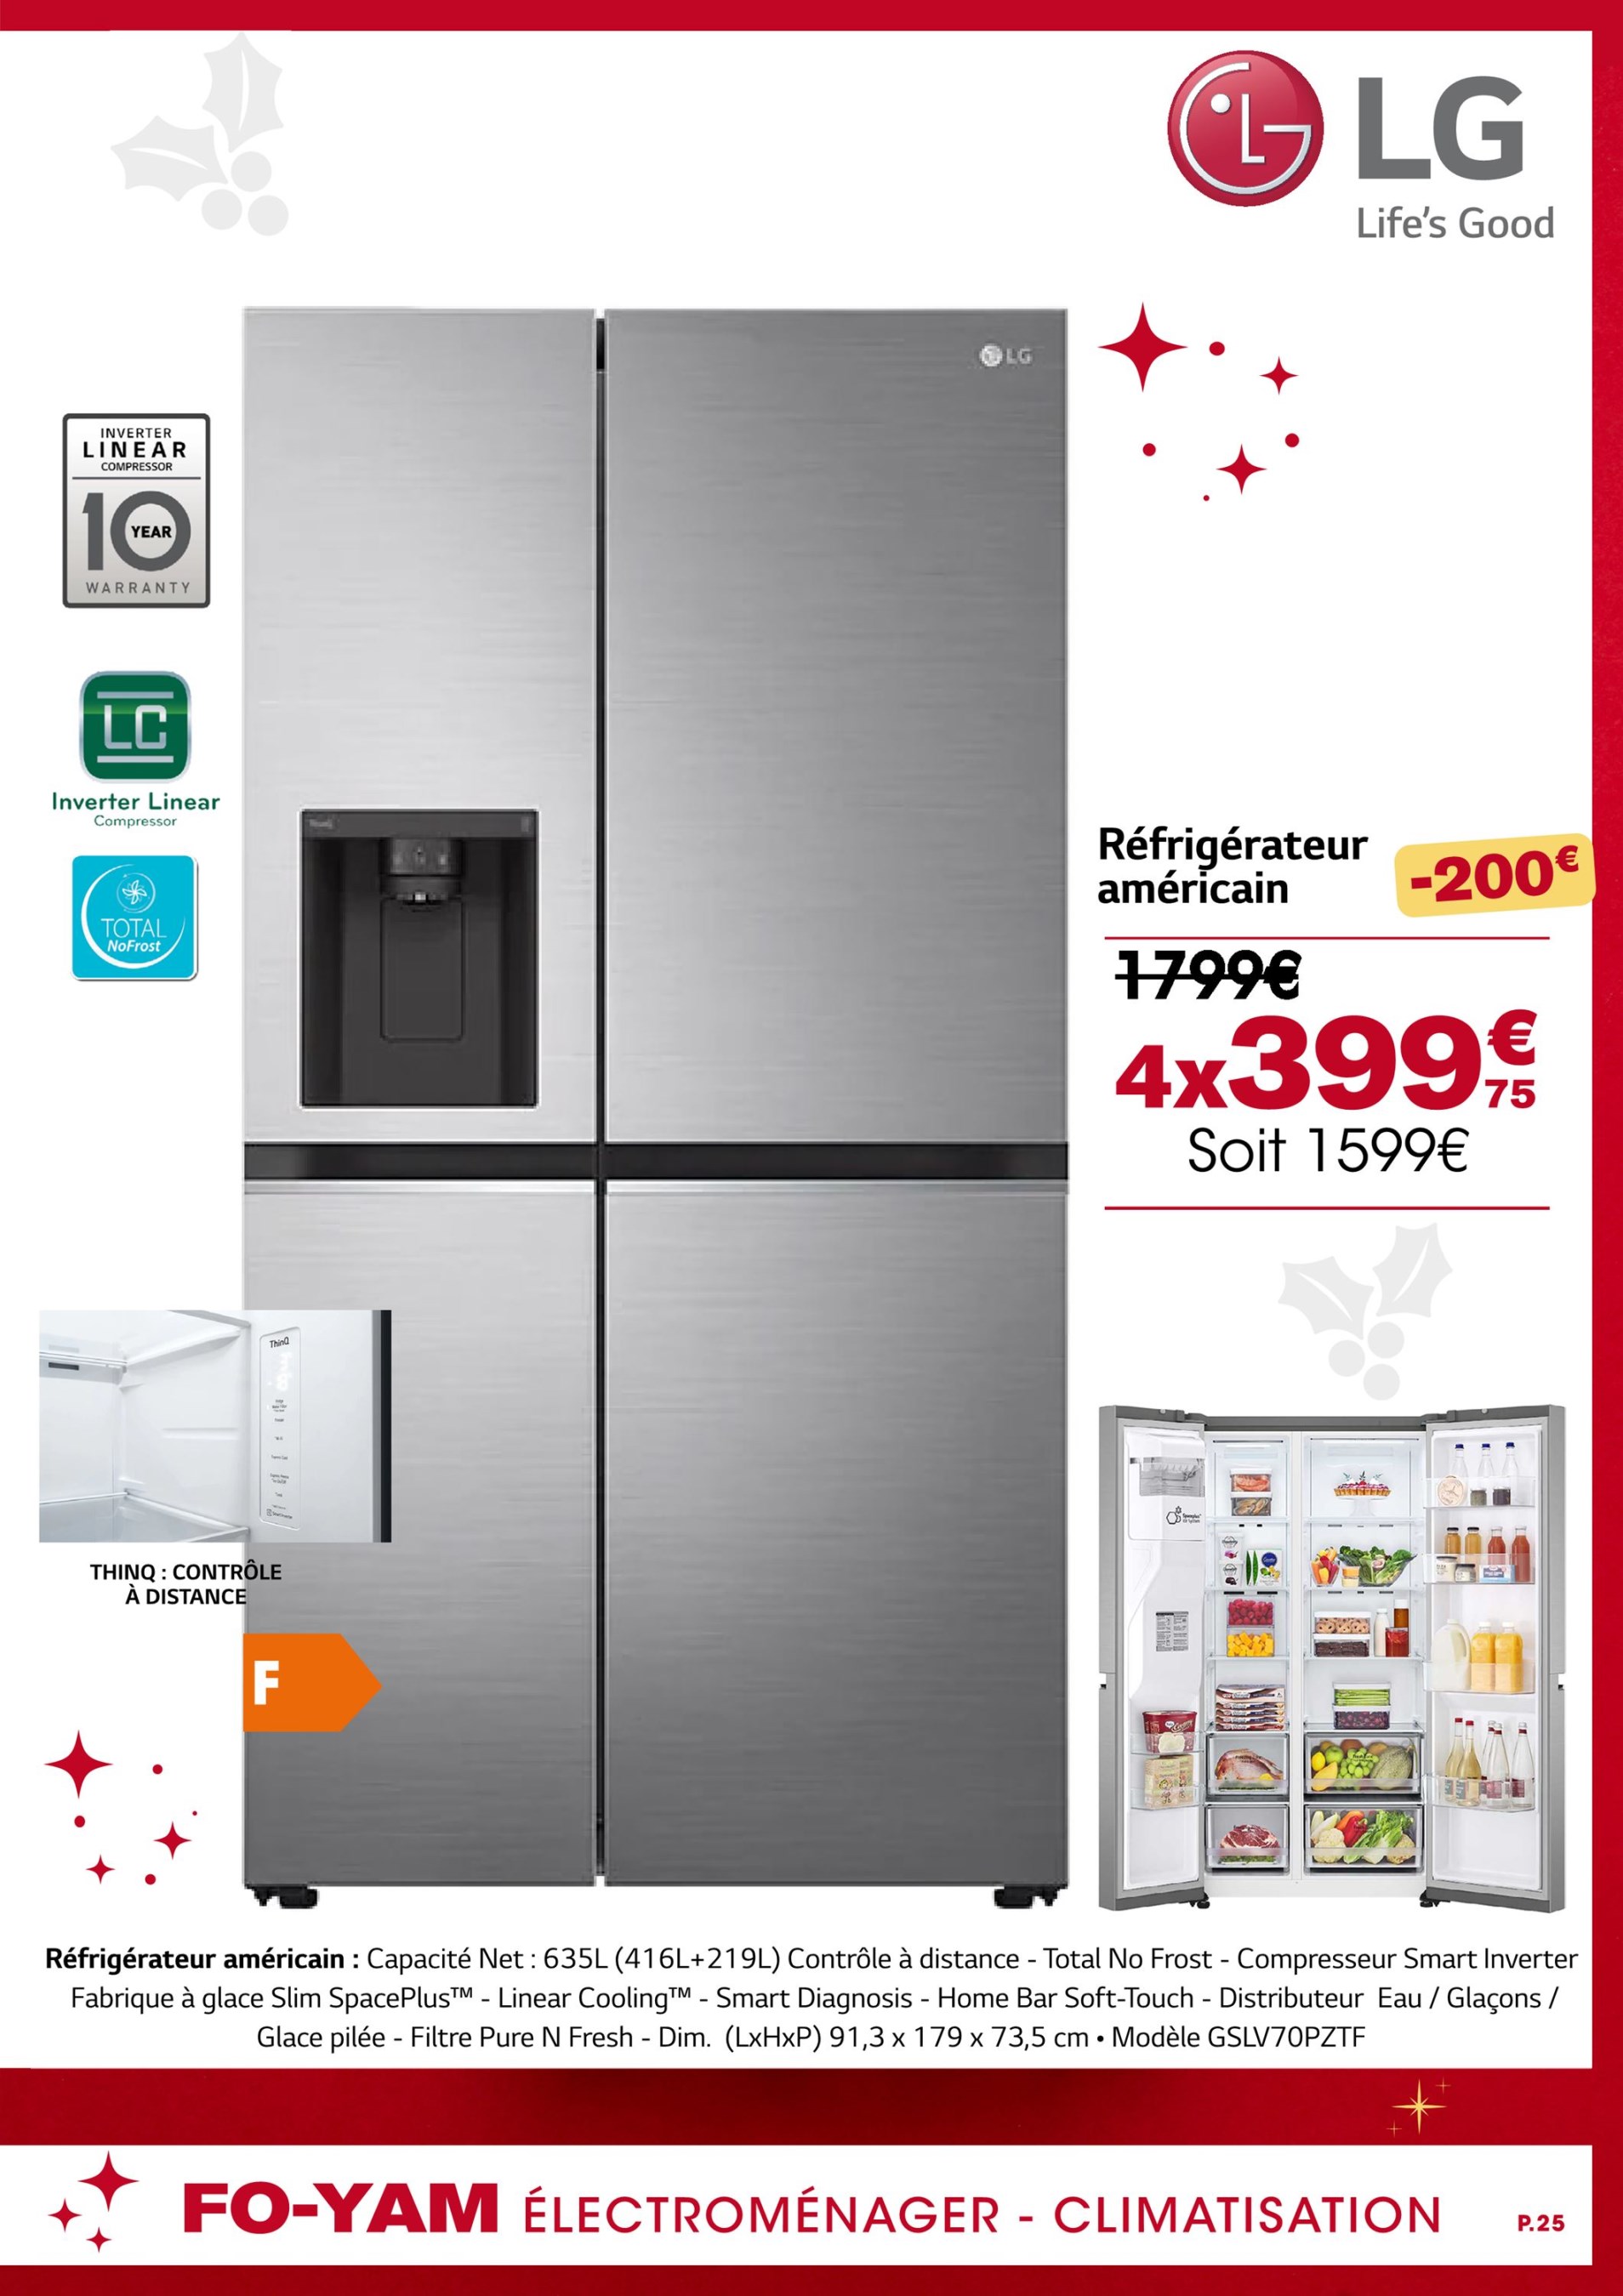 LG
Life's Good
LG
INVERTER
LINEAR
COMPRESSOR
10 YEAR
WARRANTY
LC
Inverter Linear
Compressor
TOTAL
NoFrost
Réfrigérateur
américain
-200€
1799€
4x399€75
Soit 1599€
ThinQ
THINQ : CONTRÔLE
À DISTANCE
F
Réfrigérateur américain : Capacité Net : 635L (416L+219L) Contrôle à distance - Total No Frost - Compresseur Smart Inverter
Fabrique à glace Slim SpacePlus™ - Linear Cooling™ - Smart Diagnosis - Home Bar Soft-Touch - Distributeur Eau / Glaçons /
Glace pilée - Filtre Pure N Fresh - Dim. (LxHxP) 91,3 x 179 x 73,5 cm • Modèle GSLV70PZTF
FO-YAM ÉLECTROMÉNAGER - CLIMATISATION
P.25